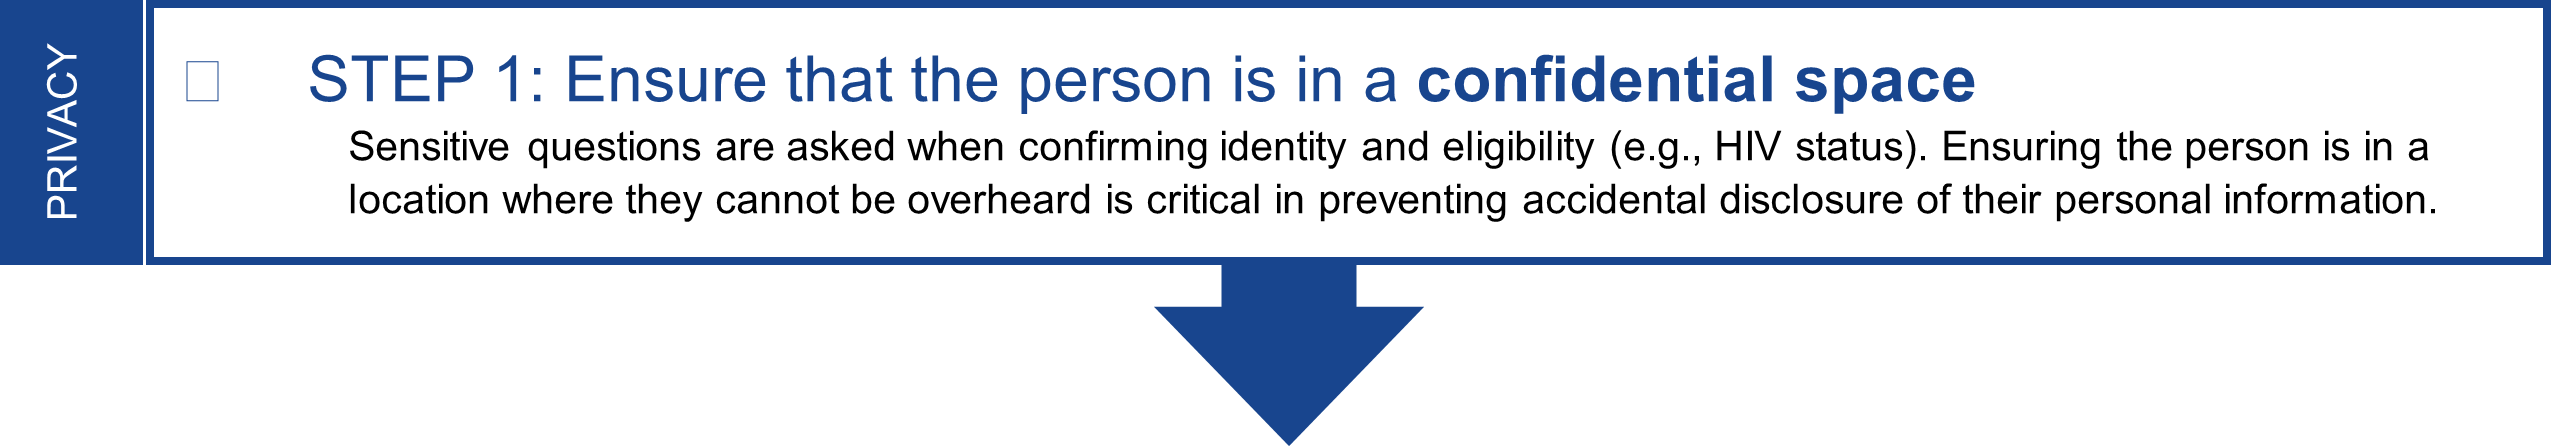 PRIVACY
STEP 1: Ensure that the person is in a confidential space
Sensitive questions are asked when confirming identity and eligibility (e.g., HIV status). Ensuring the person is in a
location where they cannot be overheard is critical in preventing accidental disclosure of their personal information.